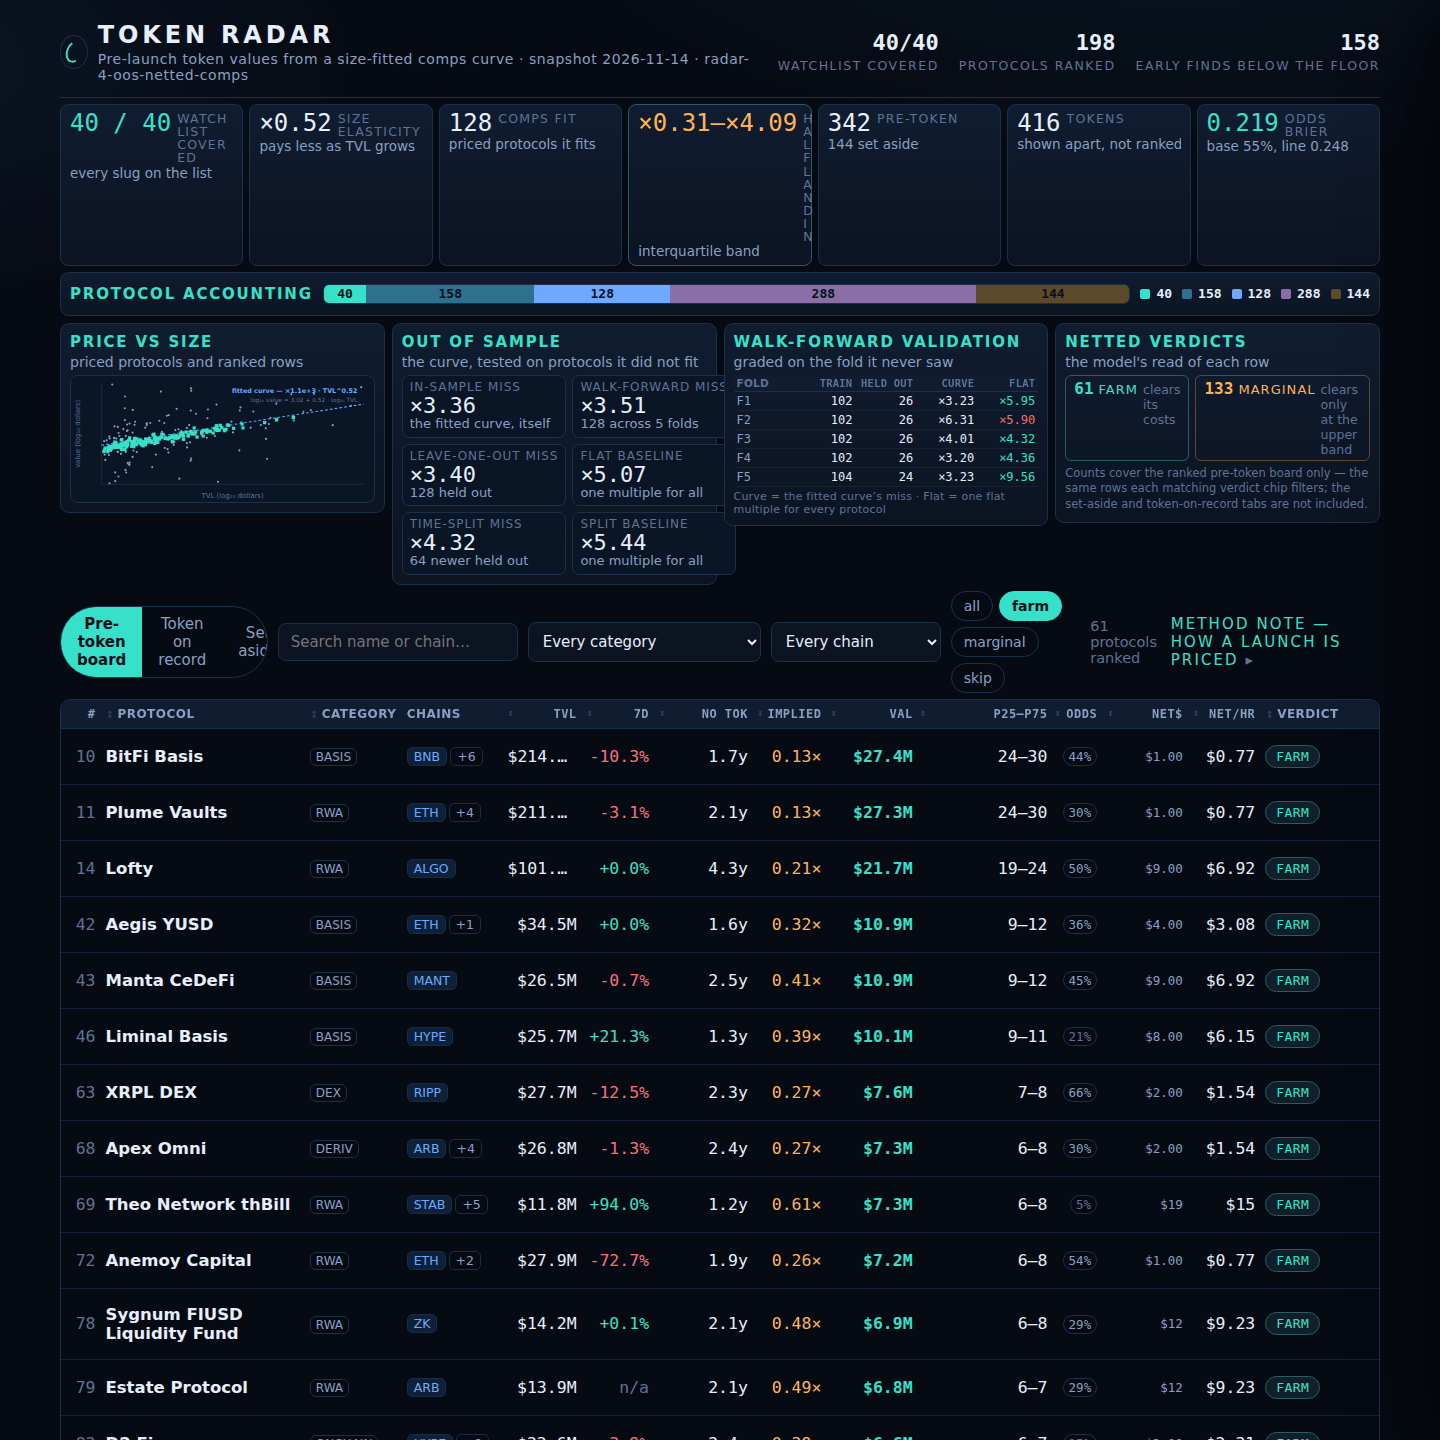 TOKEN RADAR
Pre-launch token values from a size-fitted comps curve · snapshot 2026-11-14 · radar-
4-oos-netted-comps
40/40
WATCHLIST COVERED
198
PROTOCOLS RANKED
158
EARLY FINDS BELOW THE FLOOR
40 / 40 WATCH
LIST
COVER
ED
every slug on the list
×0.52 SIZE
ELASTICITY
pays less as TVL grows
128 COMPS FIT
priced protocols it fits
×0.31–×4.09 H
A
L
F
L
A
N
D
I
N
interquartile band
342 PRE-TOKEN
144 set aside
416 TOKENS
shown apart, not ranked
0.219 ODDS
BRIER
base 55%, line 0.248
PROTOCOL ACCOUNTING 40 158 128 288 144 40 158 128 288 144
PRICE VS SIZE
priced protocols and ranked rows
value (log₁₀ dollars)
TVL (log₁₀ dollars)
OUT OF SAMPLE
the curve, tested on protocols it did not fit
IN-SAMPLE MISS
×3.36
the fitted curve, itself
WALK-FORWARD MISS
×3.51
128 across 5 folds
LEAVE-ONE-OUT MISS
×3.40
128 held out
FLAT BASELINE
×5.07
one multiple for all
TIME-SPLIT MISS
×4.32
64 newer held out
SPLIT BASELINE
×5.44
one multiple for all
WALK-FORWARD VALIDATION
graded on the fold it never saw
FOLD TRAIN HELD OUT CURVE FLAT
F1 102 26 ×3.23 ×5.95
F2 102 26 ×6.31 ×5.90
F3 102 26 ×4.01 ×4.32
F4 102 26 ×3.20 ×4.36
F5 104 24 ×3.23 ×9.56
Curve = the fitted curve's miss · Flat = one flat
multiple for every protocol
NETTED VERDICTS
the model's read of each row
61 FARM clears
its
costs
133 MARGINAL clears
only
at the
upper
band
Counts cover the ranked pre-token board only — the
same rows each matching verdict chip filters; the
set-aside and token-on-record tabs are not included.
Pre-
token
board
Token
on
record
Se
asid
Search name or chain...
Every category
Every chain
all farm
marginal
skip
61
protocols
ranked
METHOD NOTE —
HOW A LAUNCH IS
PRICED ▸
# ↕ PROTOCOL ↕ CATEGORY CHAINS ↕ TVL ↕ 7D ↕ NO TOK ↕ IMPLIED ↕ VAL ↕ P25–P75 ↕ ODDS ↕ NET$ ↕ NET/HR ↕ VERDICT
10 BitFi Basis BASIS BNB +6 $214.… -10.3% 1.7y 0.13× $27.4M 24–30 44% $1.00 $0.77 FARM
11 Plume Vaults RWA ETH +4 $211.… -3.1% 2.1y 0.13× $27.3M 24–30 30% $1.00 $0.77 FARM
14 Lofty RWA ALGO $101.… +0.0% 4.3y 0.21× $21.7M 19–24 50% $9.00 $6.92 FARM
42 Aegis YUSD BASIS ETH +1 $34.5M +0.0% 1.6y 0.32× $10.9M 9–12 36% $4.00 $3.08 FARM
43 Manta CeDeFi BASIS MANT $26.5M -0.7% 2.5y 0.41× $10.9M 9–12 45% $9.00 $6.92 FARM
46 Liminal Basis BASIS HYPE $25.7M +21.3% 1.3y 0.39× $10.1M 9–11 21% $8.00 $6.15 FARM
63 XRPL DEX DEX RIPP $27.7M -12.5% 2.3y 0.27× $7.6M 7–8 66% $2.00 $1.54 FARM
68 Apex Omni DERIV ARB +4 $26.8M -1.3% 2.4y 0.27× $7.3M 6–8 30% $2.00 $1.54 FARM
69 Theo Network thBill RWA STAB +5 $11.8M +94.0% 1.2y 0.61× $7.3M 6–8 5% $19 $15 FARM
72 Anemoy Capital RWA ETH +2 $27.9M -72.7% 1.9y 0.26× $7.2M 6–8 54% $1.00 $0.77 FARM
78 Sygnum FIUSD
Liquidity Fund RWA ZK $14.2M +0.1% 2.1y 0.48× $6.9M 6–8 29% $12 $9.23 FARM
79 Estate Protocol RWA ARB $13.9M n/a 2.1y 0.49× $6.8M 6–7 29% $12 $9.23 FARM